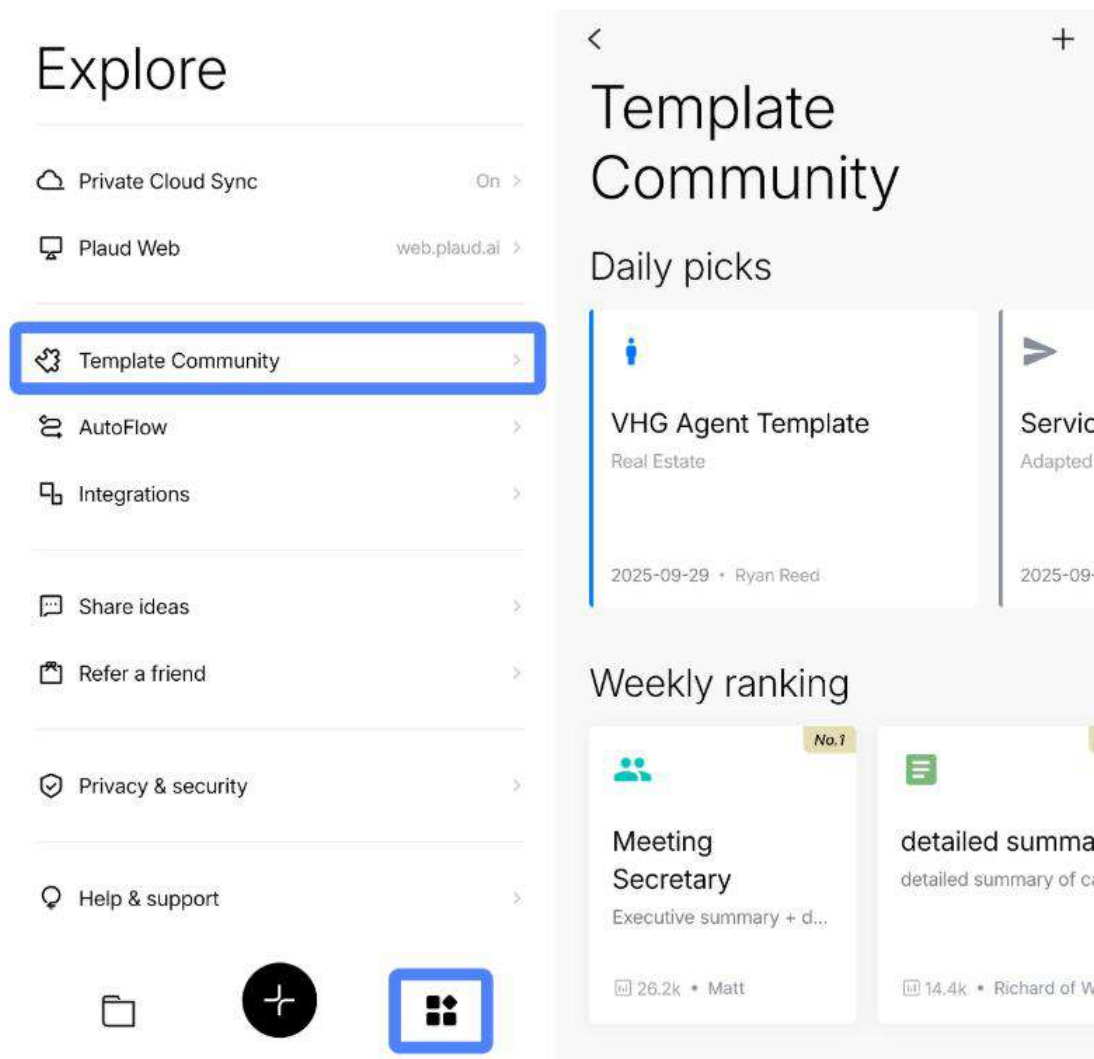 Explore
Private Cloud Sync On
Plaud Web web.plaud.ai
Template Community
AutoFlow
Integrations
Share ideas
Refer a friend
Privacy & security
Help & support
Template
Community
Daily picks
VHG Agent Template
Real Estate
2025-09-29 • Ryan Reed
Servic
Adapted
2025-09-
Weekly ranking
No.1
Meeting
Secretary
Executive summary + d...
26.2k • Matt
detailed summa
detailed summary of ca
14.4k • Richard of W